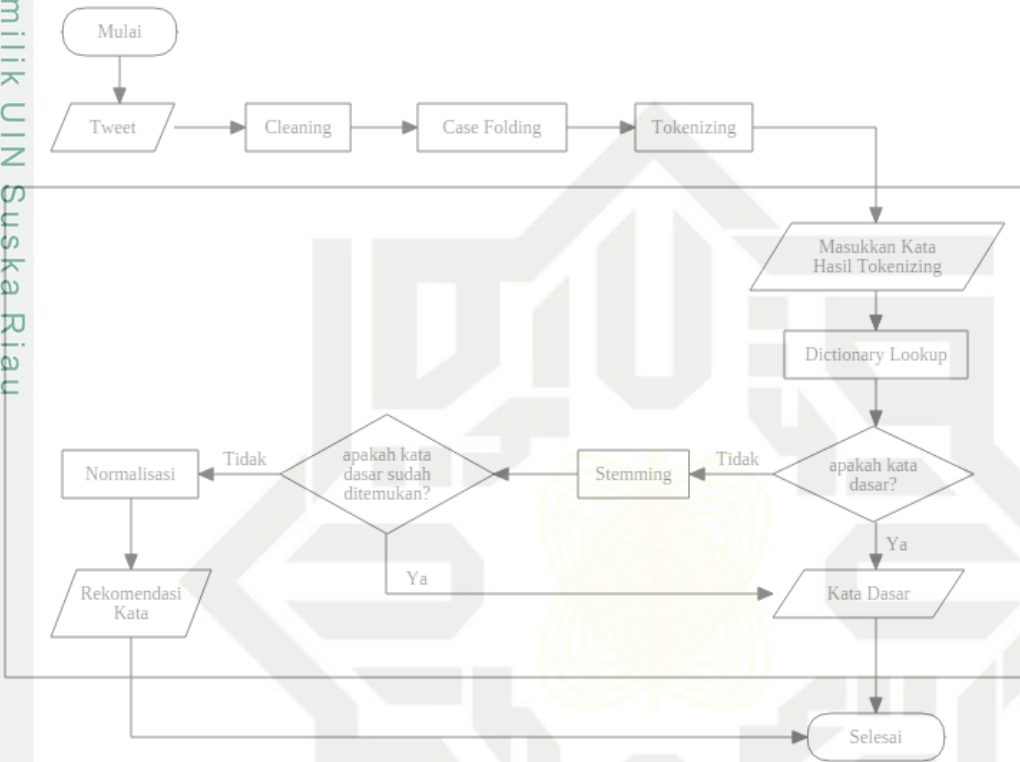 milik UIN Suska Riau
Mulai
Tweet
Cleaning
Case Folding
Tokenizing
Masukkan Kata
Hasil Tokenizing
Dictionary Lookup
apakah kata
dasar?
Tidak
Stemming
apakah kata
dasar sudah
ditemukan?
Tidak
Normalisasi
Ya
Ya
Rekomendasi
Kata
Kata Dasar
Selesai